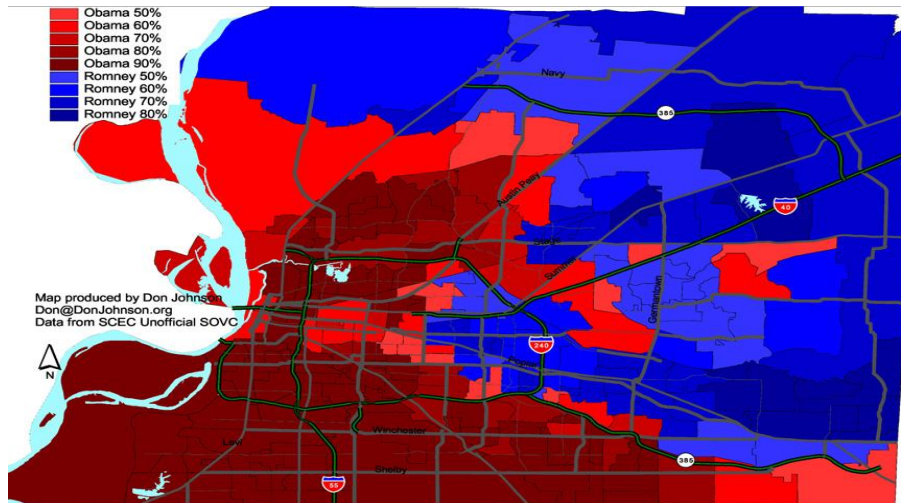 Obama 50%
Obama 60%
Obama 70%
Obama 80%
Obama 90%
Romney 50%
Romney 60%
Romney 70%
Romney 80%
Navy
385
Austin Peay
40
Summer
Germantown
Map produced by Don Johnson
Don@DonJohnson.org
Data from SCEC Unofficial SOVC
N
240
Poplar
Winchester
Shelby
385
55